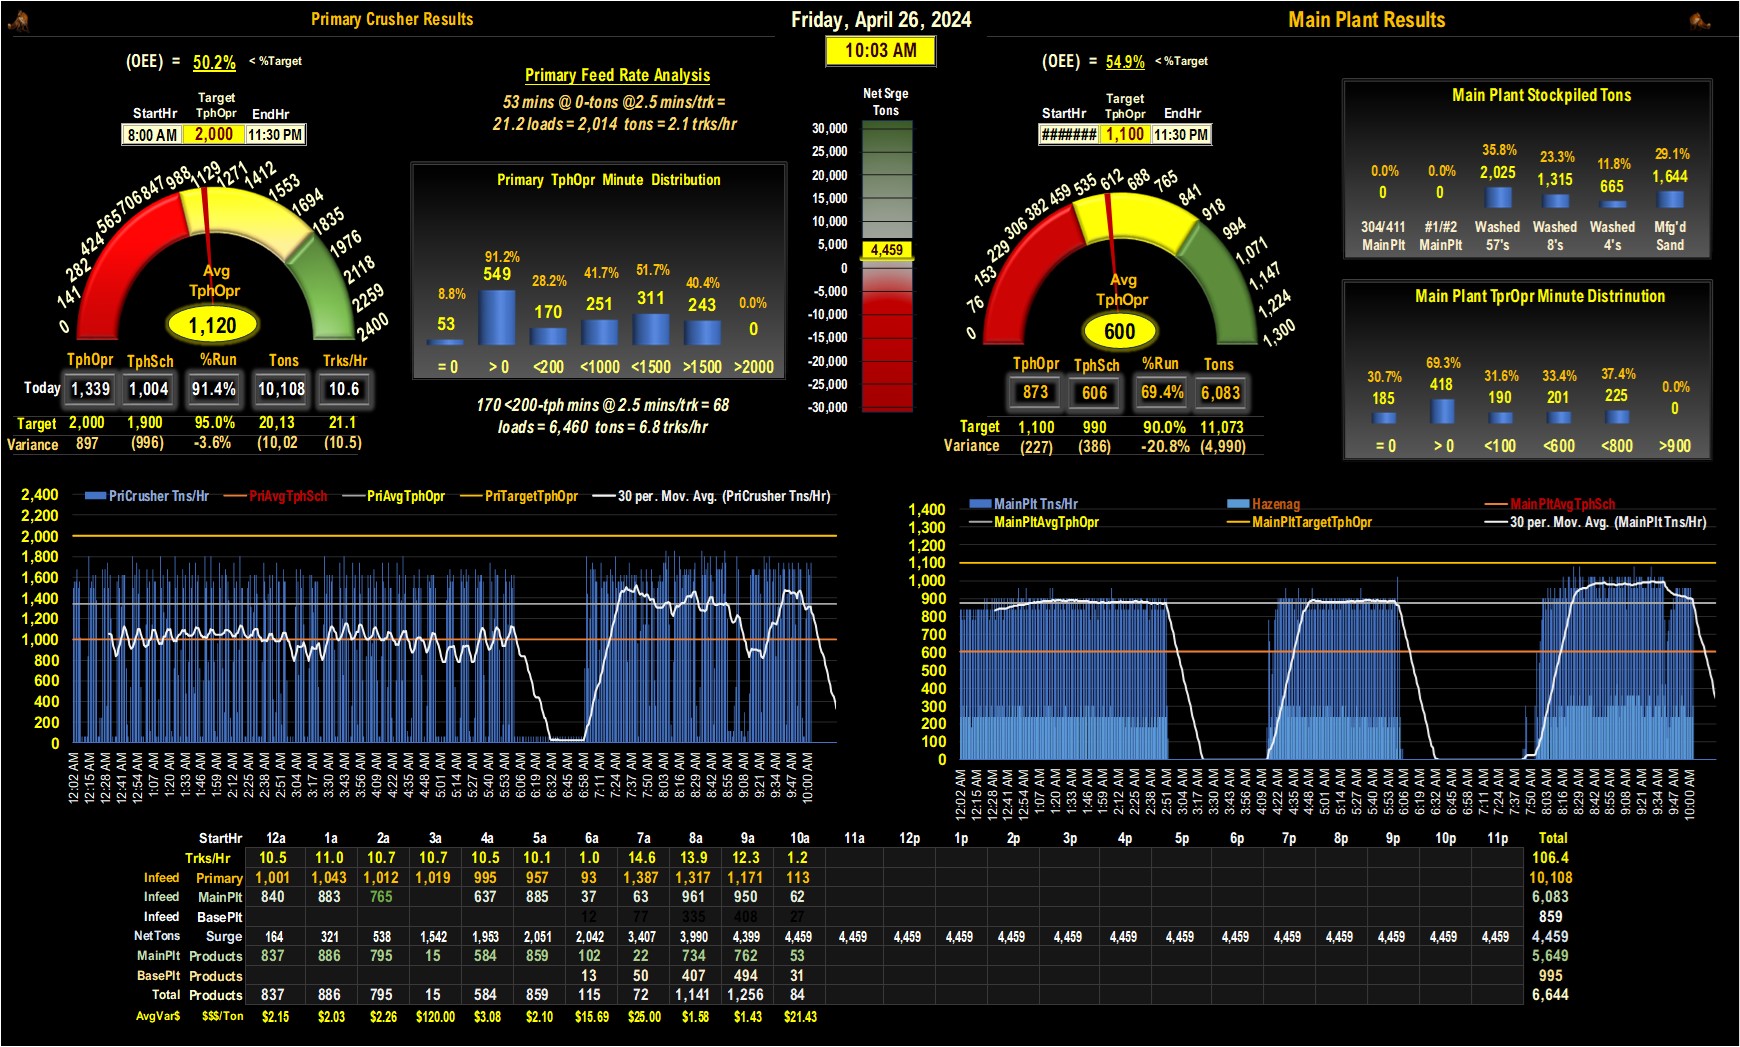 Primary Crusher Results
Friday, April 26, 2024
Main Plant Results
10:03 AM
(OEE) = 50.2% < %Target
StartHr Target TphOpr EndHr
8:00 AM 2,000 11:30 PM
Primary Feed Rate Analysis
53 mins @ 0-tons @2.5 mins/trk =
21.2 loads = 2,014 tons = 2.1 trks/hr
0 141 282 424 565 706 847 988 1129 1271 1412 1553 1694 1835 1976 2118 2259 2400
Avg
TphOpr
1,120
TphOpr TphSch %Run Tons Trks/Hr
Today 1,339 1,004 91.4% 10,108 10.6
Target 2,000 1,900 95.0% 20,13 21.1
Variance 897 (996) -3.6% (10,02 (10.5)
Primary TphOpr Minute Distribution
8.8% 91.2% 28.2% 41.7% 51.7% 40.4% 0.0%
53 549 170 251 311 243 0
= 0 > 0 <200 <1000 <1500 >1500 >2000
170 <200-tph mins @ 2.5 mins/trk = 68
loads = 6,460 tons = 6.8 trks/hr
Net Srge
Tons
30,000
25,000
20,000
15,000
10,000
5,000
4,459
0
-5,000
-10,000
-15,000
-20,000
-25,000
-30,000
(OEE) = 54.9% < %Target
StartHr Target TphOpr EndHr
####### 1,100 11:30 PM
0 76 153 229 306 382 459 535 612 688 765 841 918 994 1,071 1,147 1,224 1,300
Avg
TphOpr
600
TphOpr TphSch %Run Tons
873 606 69.4% 6,083
Target 1,100 990 90.0% 11,073
Variance (227) (386) -20.8% (4,990)
Main Plant Stockpiled Tons
0.0% 0.0% 35.8% 23.3% 11.8% 29.1%
0 0 2,025 1,315 665 1,644
304/411 #1/#2 Washed Washed Washed Mfg'd
MainPlt MainPlt 57's 8's 4's Sand
Main Plant TprOpr Minute Distrinution
30.7% 69.3% 31.6% 33.4% 37.4% 0.0%
185 418 190 201 225 0
= 0 > 0 <100 <600 <800 >900
PriCrusher Tns/Hr PriAvgTphSch PriAvgTphOpr PriTargetTphOpr 30 per. Mov. Avg. (PriCrusher Tns/Hr)
2,400
2,200
2,000
1,800
1,600
1,400
1,200
1,000
800
600
400
200
0
12:02 AM 12:15 AM 12:28 AM 12:41 AM 12:54 AM 1:07 AM 1:20 AM 1:33 AM 1:46 AM 1:59 AM 2:12 AM 2:25 AM 2:38 AM 2:51 AM 3:04 AM 3:17 AM 3:30 AM 3:43 AM 3:56 AM 4:09 AM 4:22 AM 4:35 AM 4:48 AM 5:01 AM 5:14 AM 5:27 AM 5:40 AM 5:53 AM 6:06 AM 6:19 AM 6:32 AM 6:45 AM 6:58 AM 7:11 AM 7:24 AM 7:37 AM 7:50 AM 8:03 AM 8:16 AM 8:29 AM 8:42 AM 8:55 AM 9:08 AM 9:21 AM 9:34 AM 9:47 AM 10:00 AM
MainPlt Tns/Hr Hazenag MainPltAvgTphSch
MainPltAvgTphOpr MainPltTargetTphOpr 30 per. Mov. Avg. (MainPlt Tns/Hr)
1,400
1,300
1,200
1,100
1,000
900
800
700
600
500
400
300
200
100
0
12:02 AM 12:15 AM 12:28 AM 12:41 AM 12:54 AM 1:07 AM 1:20 AM 1:33 AM 1:46 AM 1:59 AM 2:12 AM 2:25 AM 2:38 AM 2:51 AM 3:04 AM 3:17 AM 3:30 AM 3:43 AM 3:56 AM 4:09 AM 4:22 AM 4:35 AM 4:48 AM 5:01 AM 5:14 AM 5:27 AM 5:40 AM 5:53 AM 6:06 AM 6:19 AM 6:32 AM 6:45 AM 6:58 AM 7:11 AM 7:24 AM 7:37 AM 7:50 AM 8:03 AM 8:16 AM 8:29 AM 8:42 AM 8:55 AM 9:08 AM 9:21 AM 9:34 AM 9:47 AM 10:00 AM
StartHr 12a 1a 2a 3a 4a 5a 6a 7a 8a 9a 10a 11a 12p 1p 2p 3p 4p 5p 6p 7p 8p 9p 10p 11p Total
Trks/Hr 10.5 11.0 10.7 10.7 10.5 10.1 1.0 14.6 13.9 12.3 1.2 106.4
Infeed Primary 1,001 1,043 1,012 1,019 995 957 93 1,387 1,317 1,171 113 10,108
Infeed MainPlt 840 883 765 637 885 37 63 961 950 62 6,083
Infeed BasePlt 12 77 335 408 27 859
NetTons Surge 164 321 538 1,542 1,953 2,051 2,042 3,407 3,990 4,399 4,459 4,459 4,459 4,459 4,459 4,459 4,459 4,459 4,459 4,459 4,459 4,459 4,459 4,459 4,459
MainPlt Products 837 886 795 15 584 859 102 22 734 762 53 5,649
BasePlt Products 13 50 407 494 31 995
Total Products 837 886 795 15 584 859 115 72 1,141 1,256 84 6,644
AvgVar$ $$$/Ton $2.15 $2.03 $2.26 $120.00 $3.08 $2.10 $15.69 $25.00 $1.58 $1.43 $21.43